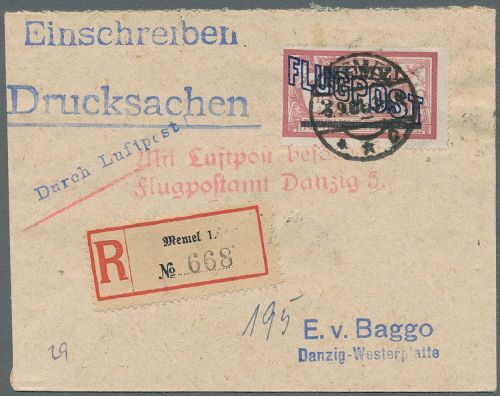 Einschreiben
FLUGPOST
Drucksachen
Durch Luftpost
Mit Luftpost
Flugpostamt Danzig 5.
R
Memel 1.
№ 668
195
E. v. Baggo
Danzig-Westerplatte
29